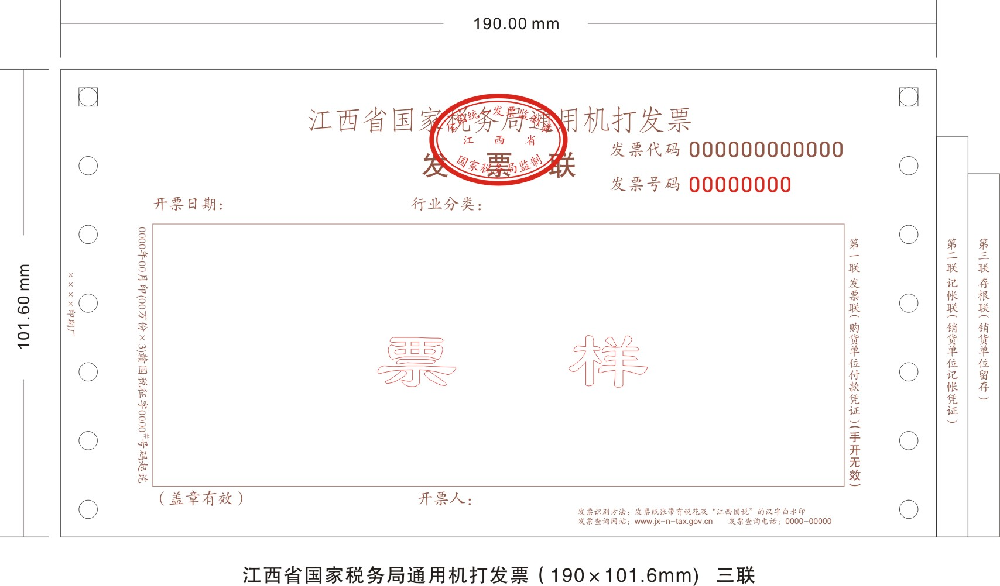 190.00 mm
101.60 mm
江西省国家税务局通用机打发票
全国统一发票监制章
江西省
国家税务局监制
发票联
发票代码 000000000000
发票号码 00000000
开票日期：
行业分类：
××××印刷厂
0000年00月印(00万份×3)赣国税征字0000#号码起讫
票样
第一联 发票联(购货单位付款凭证)(手开无效)
第二联 记帐联(销货单位记帐凭证)
第三联 存根联(销货单位留存)
（盖章有效）
开票人：
发票识别方法：发票纸张带有税花及“江西国税”的汉字白水印
发票查询网站：www.jx-n-tax.gov.cn 发票查询电话：0000-00000
江西省国家税务局通用机打发票（190×101.6mm） 三联